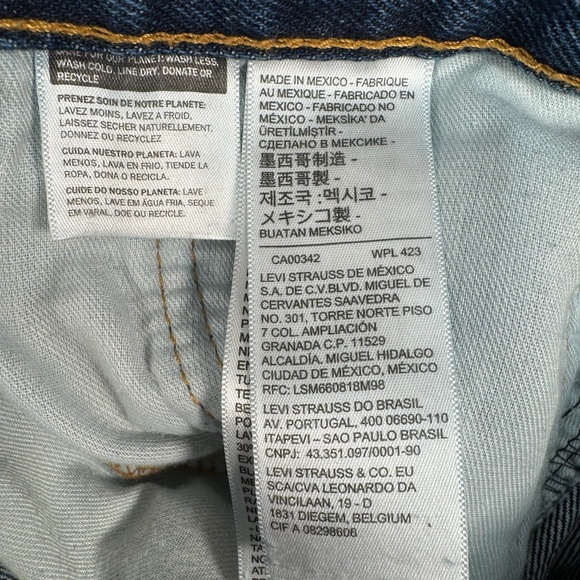 CARE FOR OUR PLANET: WASH LESS,
WASH COLD, LINE DRY, DONATE OR
RECYCLE
PRENEZ SOIN DE NOTRE PLANETE:
LAVEZ MOINS, LAVEZ A FROID,
LAISSEZ SECHER NATURELLEMENT,
DONNEZ OU RECYCLEZ
CUIDA NUESTRO PLANETA: LAVA
MENOS, LAVA EN FRIO, TIENDE LA
ROPA, DONA O RECICLA.
CUIDE DO NOSSO PLANETA: LAVE
MENOS, LAVE EM ÁGUA FRIA, SEQUE
EM VARAL, DOE OU RECICLE.
MADE IN MEXICO - FABRIQUE
AU MEXIQUE - FABRICADO EN
MEXICO - FABRICADO NO
MÉXICO - MEKSİKA' DA
ÜRETİLMİŞTİR -
СДЕЛАНО В МЕКСИКЕ -
墨西哥制造 -
墨西哥製 -
제조국 :멕시코 -
メキシコ製 -
BUATAN MEKSIKO
CA00342 WPL 423
LEVI STRAUSS DE MÉXICO
S.A. DE C.V.BLVD. MIGUEL DE
CERVANTES SAAVEDRA
NO. 301, TORRE NORTE PISO
7 COL. AMPLIACIÓN
GRANADA C.P. 11529
ALCALDÍA. MIGUEL HIDALGO
CIUDAD DE MÉXICO, MÉXICO
RFC: LSM660818M98
LEVI STRAUSS DO BRASIL
AV. PORTUGAL, 400 06690-110
ITAPEVI – SAO PAULO BRASIL
CNPJ: 43.351.097/0001-90
LEVI STRAUSS & CO. EU
SCA/CVA LEONARDO DA
VINCILAAN, 19 - D
1831 DIEGEM, BELGIUM
CIF A 08298606